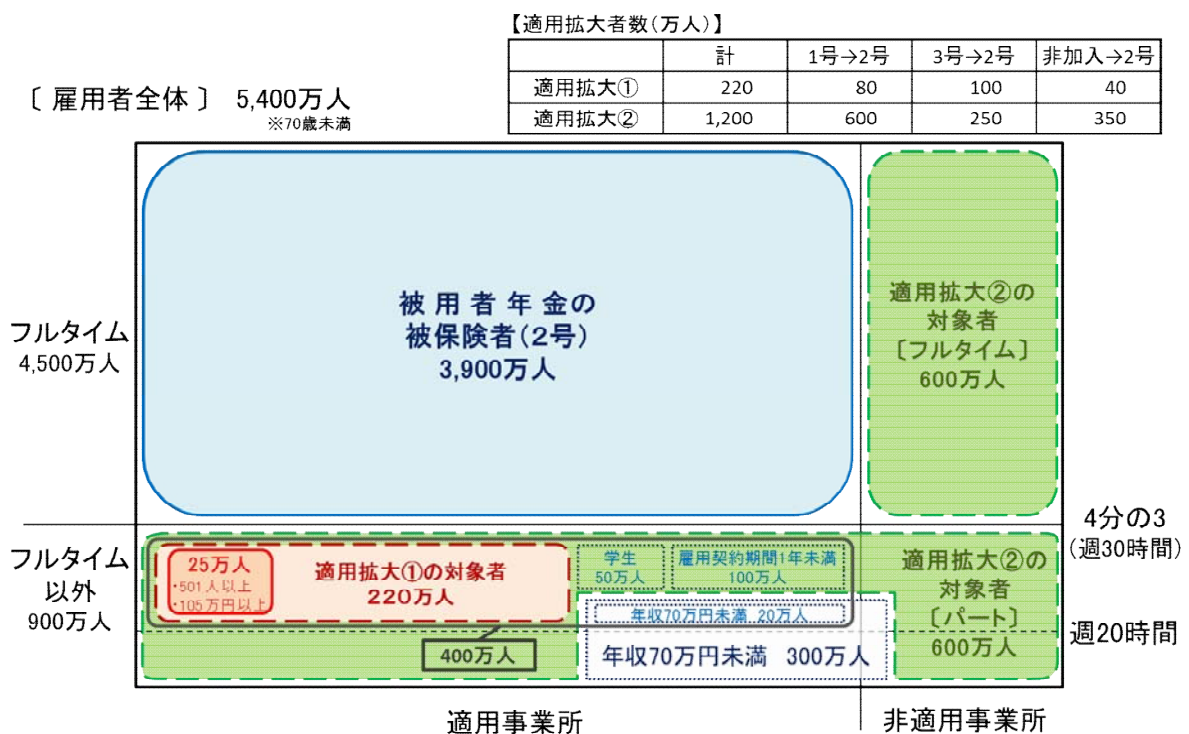 【適用拡大者数(万人)】
計 1号→2号 3号→2号 非加入→2号
適用拡大① 220 80 100 40
適用拡大② 1,200 600 250 350
〔 雇用者全体 〕 5,400万人
※70歳未満
被用者年金の
被保険者(2号)
3,900万人
適用拡大②の
対象者
〔フルタイム〕
600万人
フルタイム
4,500万人
4分の3
(週30時間)
フルタイム
以外
900万人
25万人
・501人以上
・105万円以上
適用拡大①の対象者
220万人
学生
50万人
雇用契約期間1年未満
100万人
年収70万円未満 20万人
適用拡大②の
対象者
〔パート〕
600万人
週20時間
400万人
年収70万円未満 300万人
適用事業所
非適用事業所